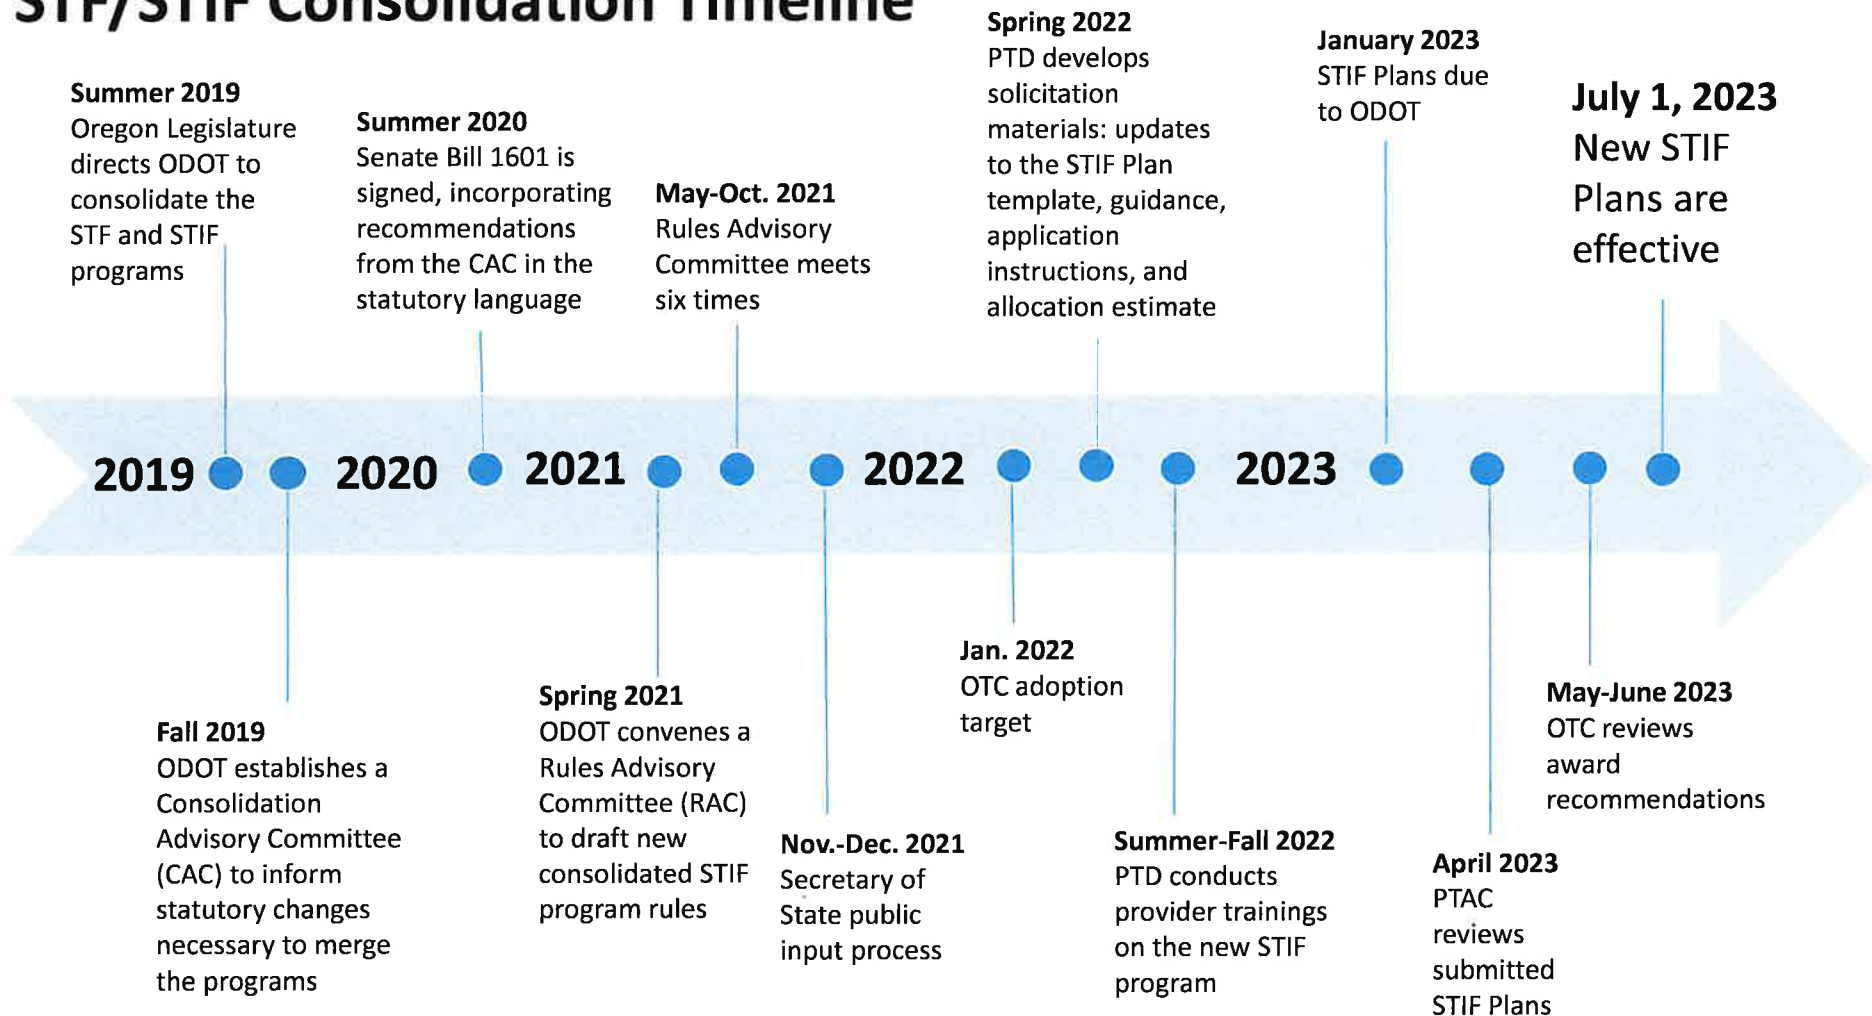 STF/STIF Consolidation Timeline
Summer 2019
Oregon Legislature
directs ODOT to
consolidate the
STF and STIF
programs
Summer 2020
Senate Bill 1601 is
signed, incorporating
recommendations
from the CAC in the
statutory language
May-Oct. 2021
Rules Advisory
Committee meets
six times
Spring 2022
PTD develops
solicitation
materials: updates
to the STIF Plan
template, guidance,
application
instructions, and
allocation estimate
January 2023
STIF Plans due
to ODOT
July 1, 2023
New STIF
Plans are
effective
2019
2020
2021
2022
2023
Fall 2019
ODOT establishes a
Consolidation
Advisory Committee
(CAC) to inform
statutory changes
necessary to merge
the programs
Spring 2021
ODOT convenes a
Rules Advisory
Committee (RAC)
to draft new
consolidated STIF
program rules
Nov.-Dec. 2021
Secretary of
State public
input process
Jan. 2022
OTC adoption
target
Summer-Fall 2022
PTD conducts
provider trainings
on the new STIF
program
April 2023
PTAC
reviews
submitted
STIF Plans
May-June 2023
OTC reviews
award
recommendations